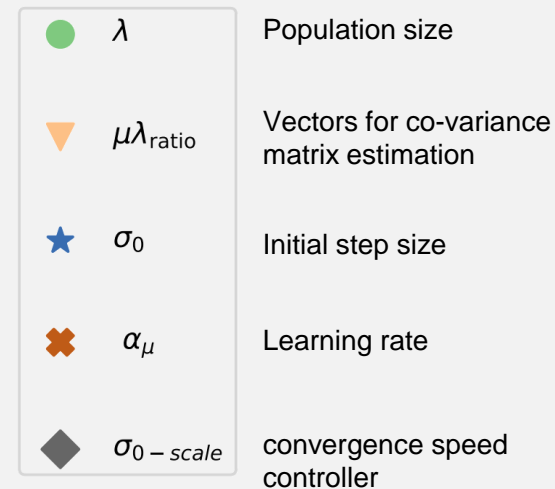 λ Population size
μλratio Vectors for co-variance
matrix estimation
σ0 Initial step size
αμ Learning rate
σ0−scale convergence speed
controller